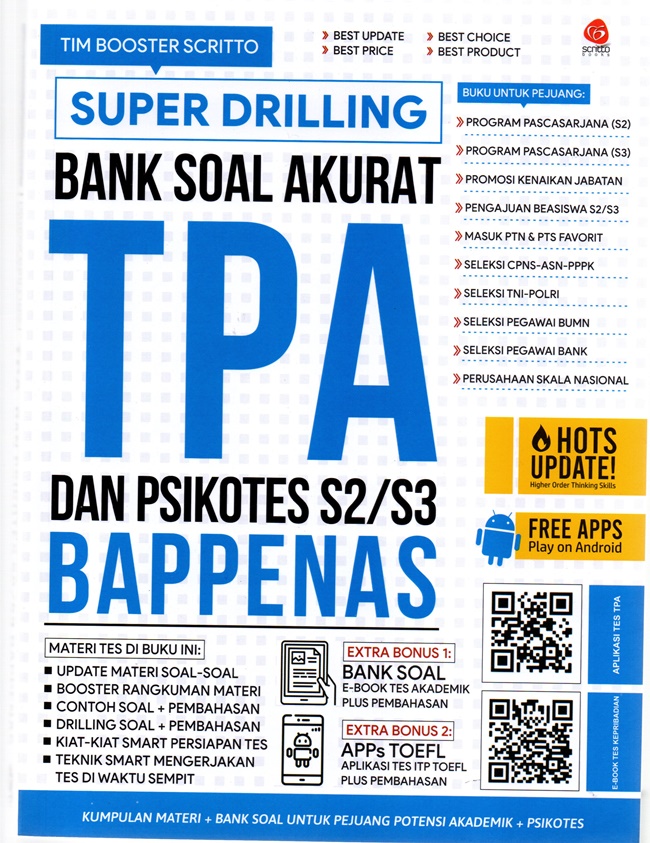 TIM BOOSTER SCRITTO
BEST UPDATE
BEST PRICE
BEST CHOICE
BEST PRODUCT
scritto
BOOKS
SUPER DRILLING
BANK SOAL AKURAT
TPA
DAN PSIKOTES S2/S3
BAPPENAS
BUKU UNTUK PEJUANG:
PROGRAM PASCASARJANA (S2)
PROGRAM PASCASARJANA (S3)
PROMOSI KENAIKAN JABATAN
PENGAJUAN BEASISWA S2/S3
MASUK PTN & PTS FAVORIT
SELEKSI CPNS-ASN-PPPK
SELEKSI TNI-POLRI
SELEKSI PEGAWAI BUMN
SELEKSI PEGAWAI BANK
PERUSAHAAN SKALA NASIONAL
HOTS
UPDATE!
Higher Order Thinking Skills
FREE APPS
Play on Android
APLIKASI TES TPA
E-BOOK TES KEPRIBADIAN
MATERI TES DI BUKU INI:
UPDATE MATERI SOAL-SOAL
BOOSTER RANGKUMAN MATERI
CONTOH SOAL + PEMBAHASAN
DRILLING SOAL + PEMBAHASAN
KIAT-KIAT SMART PERSIAPAN TES
TEKNIK SMART MENGERJAKAN
TES DI WAKTU SEMPIT
EXTRA BONUS 1:
BANK SOAL
E-BOOK TES AKADEMIK
PLUS PEMBAHASAN
EXTRA BONUS 2:
APPs TOEFL
APLIKASI TES ITP TOEFL
PLUS PEMBAHASAN
KUMPULAN MATERI + BANK SOAL UNTUK PEJUANG POTENSI AKADEMIK + PSIKOTES